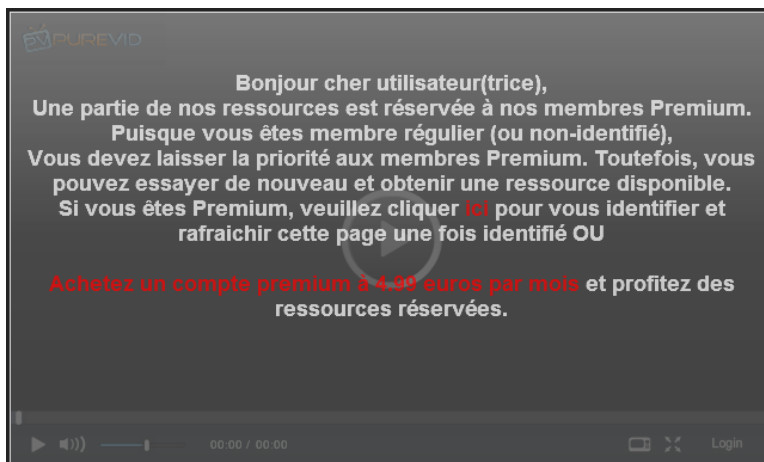 PUREVID
Bonjour cher utilisateur(trice),
Une partie de nos ressources est réservée à nos membres Premium.
Puisque vous êtes membre régulier (ou non-identifié),
Vous devez laisser la priorité aux membres Premium. Toutefois, vous
pouvez essayer de nouveau et obtenir une ressource disponible.
Si vous êtes Premium, veuillez cliquer ici pour vous identifier et
rafraichir cette page une fois identifié OU
Achetez un compte premium à 4.99 euros par mois et profitez des
ressources réservées.
00:00 / 00:00
Login